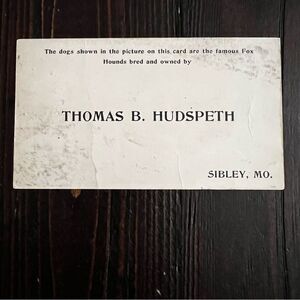 The dogs shown in the picture on this card are the famous Fox
Hounds bred and owned by
THOMAS B. HUDSPETH
SIBLEY, MO.